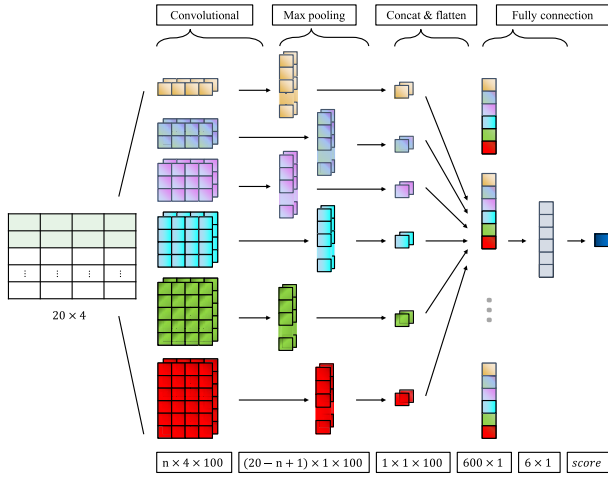 Convolutional
Max pooling
Concat & flatten
Fully connection
20 × 4
n × 4 × 100
(20 − n + 1) × 1 × 100
1 × 1 × 100
600 × 1
6 × 1
score